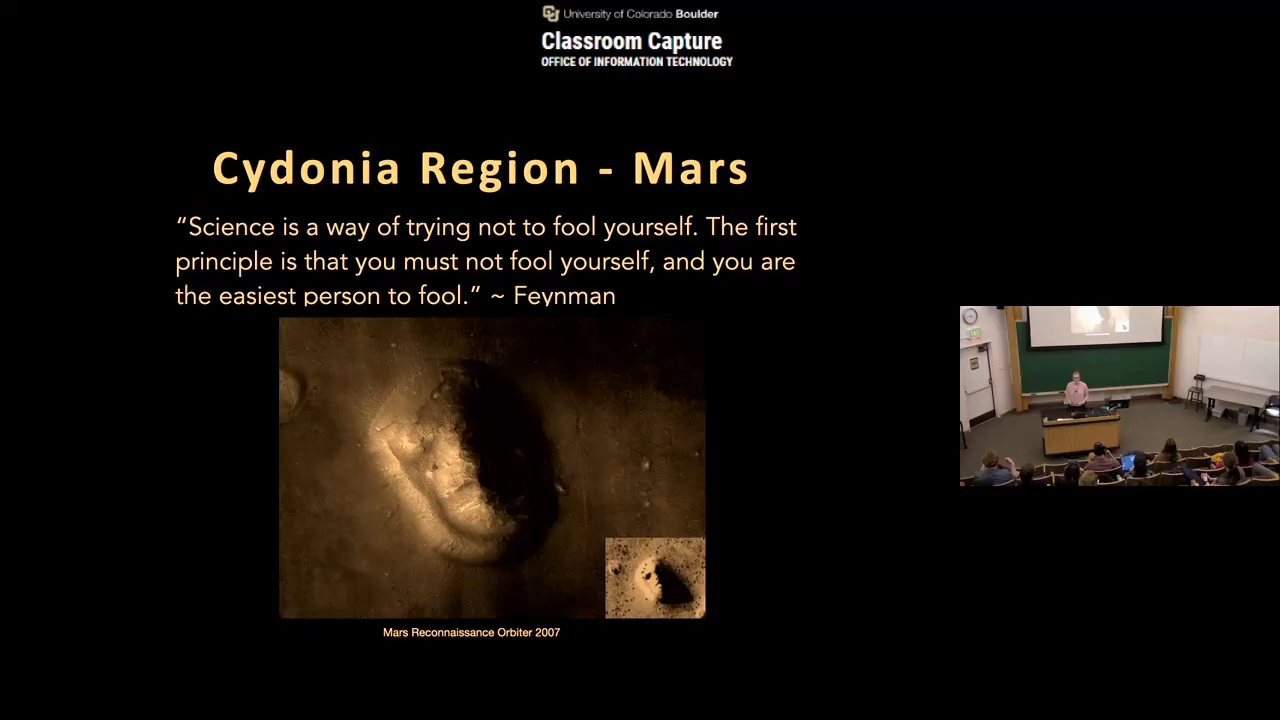 University of Colorado Boulder
Classroom Capture
OFFICE OF INFORMATION TECHNOLOGY
Cydonia Region - Mars
“Science is a way of trying not to fool yourself. The first
principle is that you must not fool yourself, and you are
the easiest person to fool.” ~ Feynman
Mars Reconnaissance Orbiter 2007